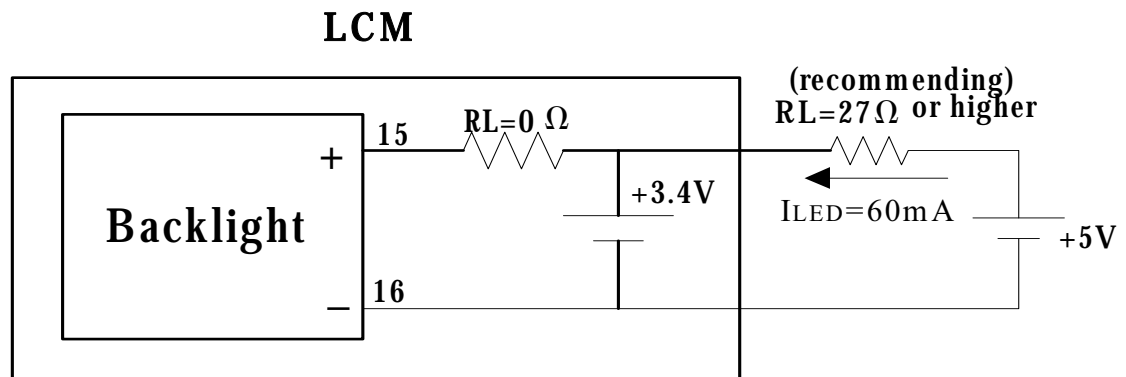 LCM
(recommending)
RL=27Ω or higher
15
RL=0 Ω
+
+3.4V
ILED=60mA
Backlight
+5V
16
−